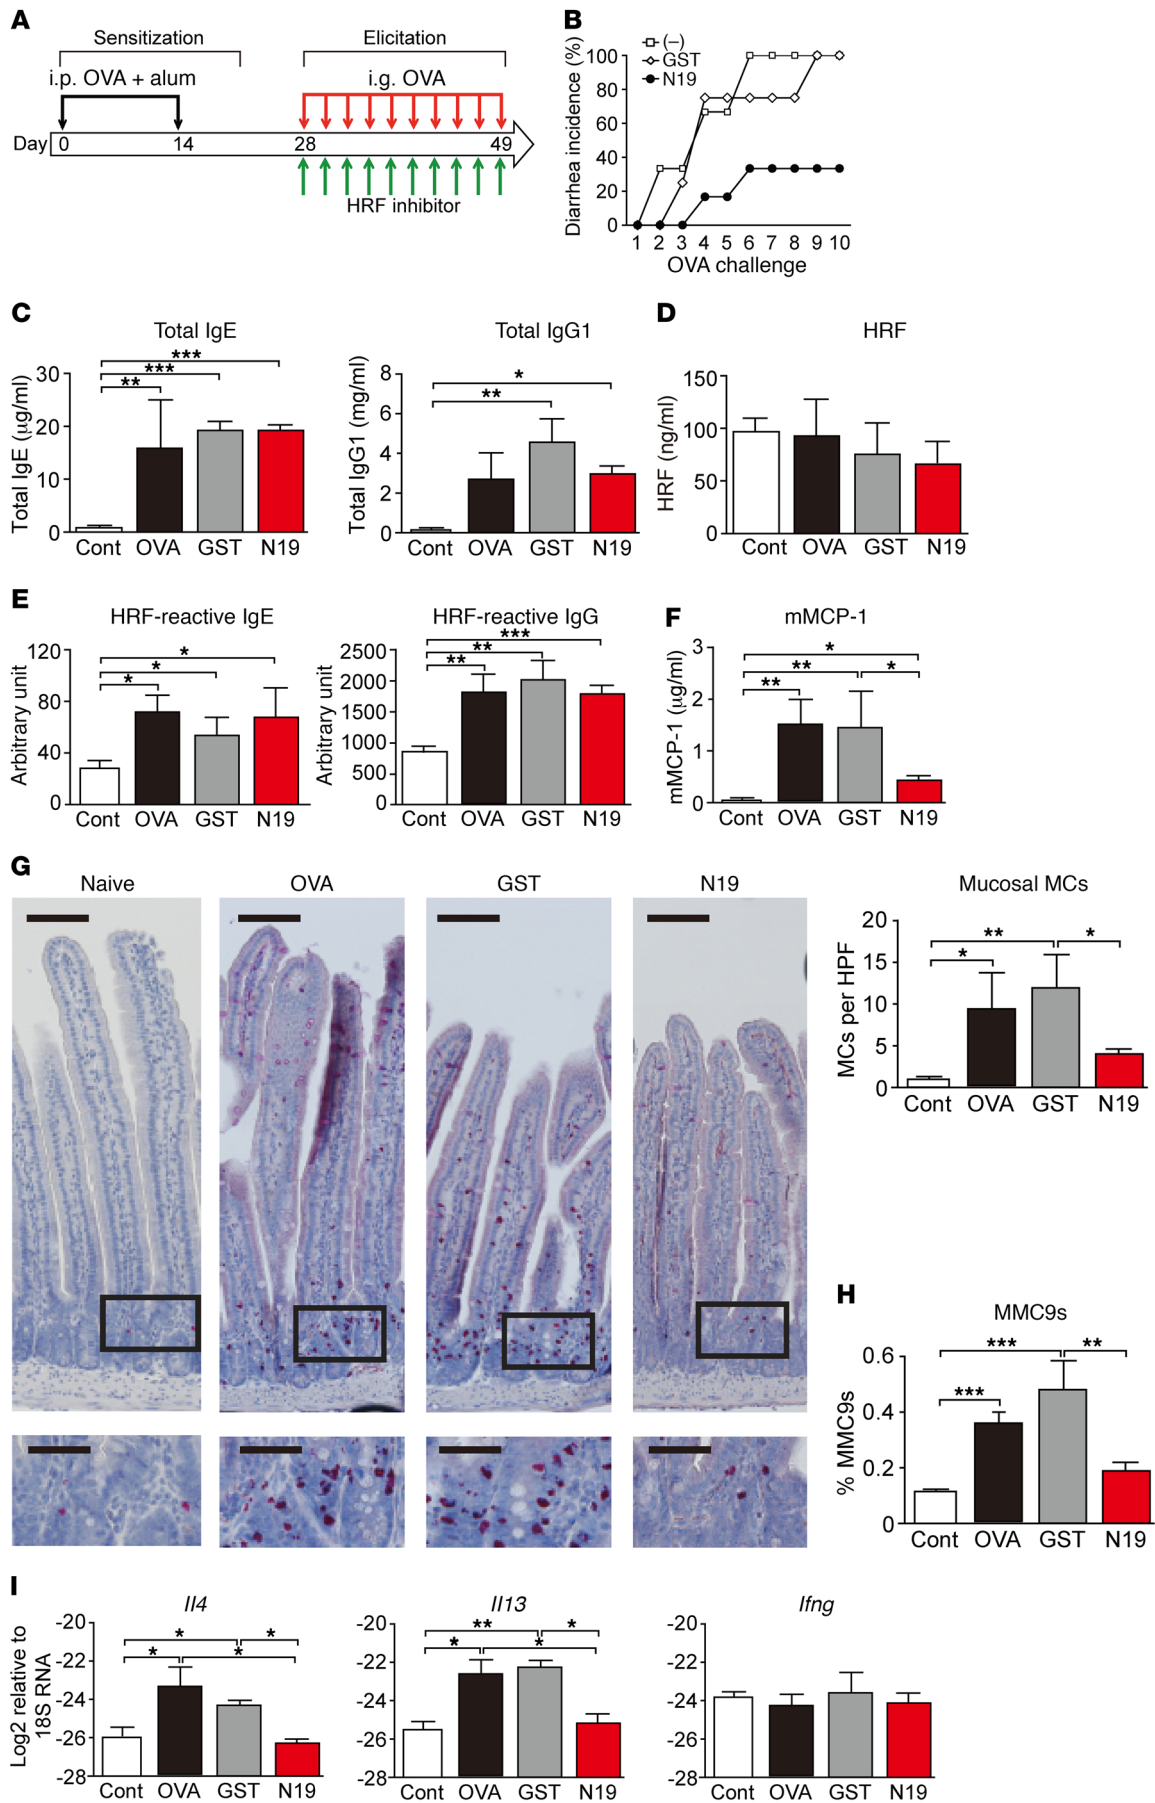 A
Sensitization
Elicitation
i.p. OVA + alum
i.g. OVA
Day 0 14 28 49
HRF inhibitor
B
(–)
GST
N19
Diarrhea incidence (%)
100
80
60
40
20
0
1 2 3 4 5 6 7 8 9 10
OVA challenge
C
Total IgE
***
***
**
Total IgE (μg/ml)
30
20
10
0
Cont OVA GST N19
Total IgG1
*
**
Total IgG1 (mg/ml)
8
6
4
2
0
Cont OVA GST N19
D
HRF
HRF (ng/ml)
150
100
50
0
Cont OVA GST N19
E
HRF-reactive IgE
*
*
*
Arbitrary unit
120
80
40
0
Cont OVA GST N19
HRF-reactive IgG
***
**
**
Arbitrary unit
2500
2000
1500
1000
500
0
Cont OVA GST N19
F
mMCP-1
*
** *
**
mMCP-1 (μg/ml)
3
2
1
0
Cont OVA GST N19
G
Naive OVA GST N19
Mucosal MCs
** *
*
MCs per HPF
20
15
10
5
0
Cont OVA GST N19
H
MMC9s
*** **
***
% MMC9s
0.6
0.4
0.2
0
Cont OVA GST N19
I
Il4
* *
* *
Log2 relative to
18S RNA
-20
-22
-24
-26
-28
Cont OVA GST N19
Il13
** *
* *
-20
-22
-24
-26
-28
Cont OVA GST N19
Ifng
-20
-22
-24
-26
-28
Cont OVA GST N19